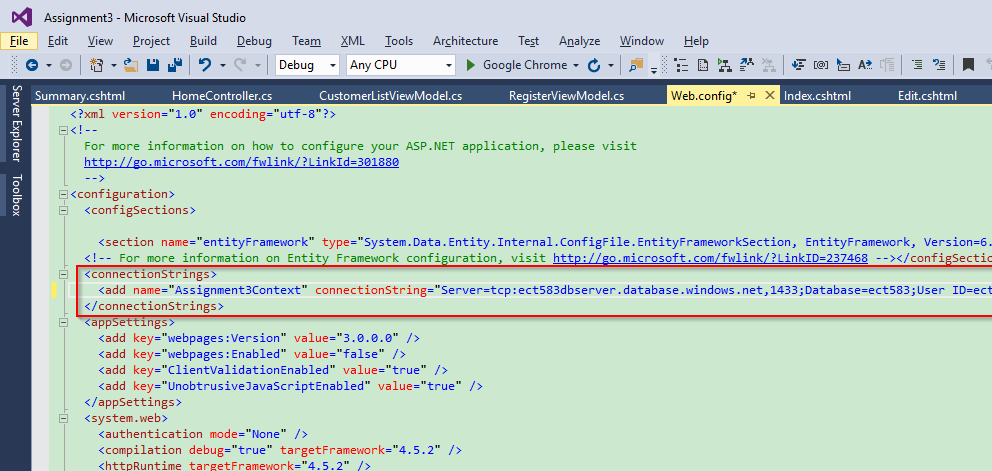 Assignment3 - Microsoft Visual Studio
File Edit View Project Build Debug Team XML Tools Architecture Test Analyze Window Help
Debug Any CPU Google Chrome
Server Explorer
Toolbox
Summary.cshtml HomeController.cs CustomerListViewModel.cs RegisterViewModel.cs Web.config* Index.cshtml Edit.cshtml
<?xml version="1.0" encoding="utf-8"?>
<!--
For more information on how to configure your ASP.NET application, please visit
http://go.microsoft.com/fwlink/?LinkId=301880
-->
<configuration>
<configSections>
<section name="entityFramework" type="System.Data.Entity.Internal.ConfigFile.EntityFrameworkSection, EntityFramework, Version=6.
<!-- For more information on Entity Framework configuration, visit http://go.microsoft.com/fwlink/?LinkID=237468 --></configSectio
<connectionStrings>
<add name="Assignment3Context" connectionString="Server=tcp:ect583dbserver.database.windows.net,1433;Database=ect583;User ID=ect
</connectionStrings>
<appSettings>
<add key="webpages:Version" value="3.0.0.0" />
<add key="webpages:Enabled" value="false" />
<add key="ClientValidationEnabled" value="true" />
<add key="UnobtrusiveJavaScriptEnabled" value="true" />
</appSettings>
<system.web>
<authentication mode="None" />
<compilation debug="true" targetFramework="4.5.2" />
<httpRuntime targetFramework="4.5.2" />